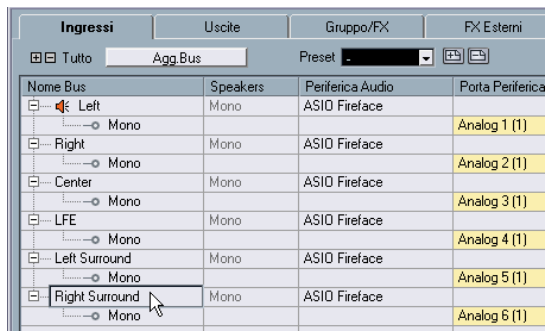 Ingressi Uscite Gruppo/FX FX Esterni
Tutto Agg.Bus Preset -
Nome Bus Speakers Periferica Audio Porta Periferica
Left Mono ASIO Fireface
Mono Analog 1 (1)
Right Mono ASIO Fireface
Mono Analog 2 (1)
Center Mono ASIO Fireface
Mono Analog 3 (1)
LFE Mono ASIO Fireface
Mono Analog 4 (1)
Left Surround Mono ASIO Fireface
Mono Analog 5 (1)
Right Surround Mono ASIO Fireface
Mono Analog 6 (1)